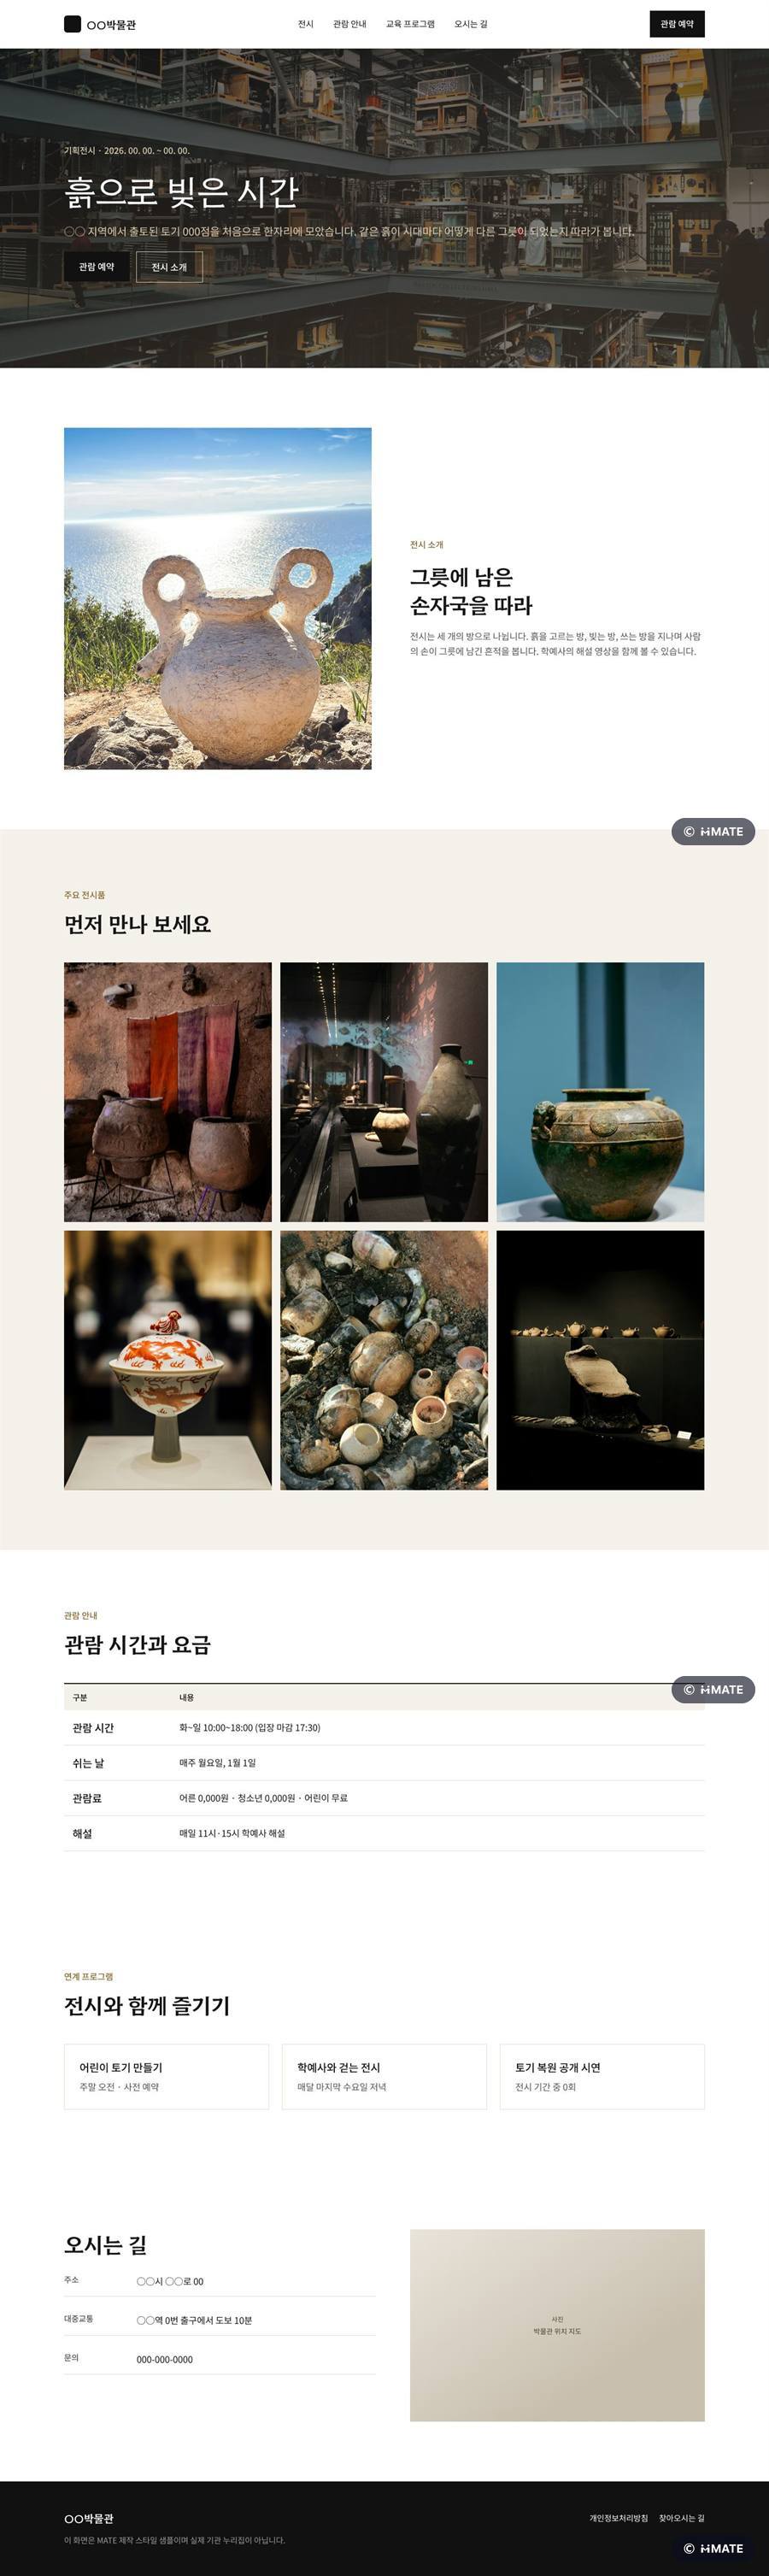 ○○박물관
전시
관람 안내
교육 프로그램
오시는 길
관람 예약
기획전시 · 2026. 00. 00. ~ 00. 00.
흙으로 빚은 시간
○○ 지역에서 출토된 토기 000점을 처음으로 한자리에 모았습니다. 같은 흙이 시대마다 어떻게 다른 그릇이 되었는지 따라가 봅니다.
관람 예약
전시 소개
전시 소개
그릇에 남은
손자국을 따라
전시는 세 개의 방으로 나뉩니다. 흙을 고르는 방, 빚는 방, 쓰는 방을 지나며 사람
의 손이 그릇에 남긴 흔적을 봅니다. 학예사의 해설 영상을 함께 볼 수 있습니다.
© MATE
주요 전시품
먼저 만나 보세요
관람 안내
관람 시간과 요금
© MATE
구분
내용
관람 시간
화~일 10:00~18:00 (입장 마감 17:30)
쉬는 날
매주 월요일, 1월 1일
관람료
어른 0,000원 · 청소년 0,000원 · 어린이 무료
해설
매일 11시·15시 학예사 해설
연계 프로그램
전시와 함께 즐기기
어린이 토기 만들기
주말 오전 · 사전 예약
학예사와 걷는 전시
매달 마지막 수요일 저녁
토기 복원 공개 시연
전시 기간 중 0회
오시는 길
주소
○○시 ○○로 00
대중교통
○○역 0번 출구에서 도보 10분
문의
000-000-0000
사진
박물관 위치 지도
○○박물관
개인정보처리방침
찾아오시는 길
이 화면은 MATE 제작 스타일 샘플이며 실제 기관 누리집이 아닙니다.
© MATE